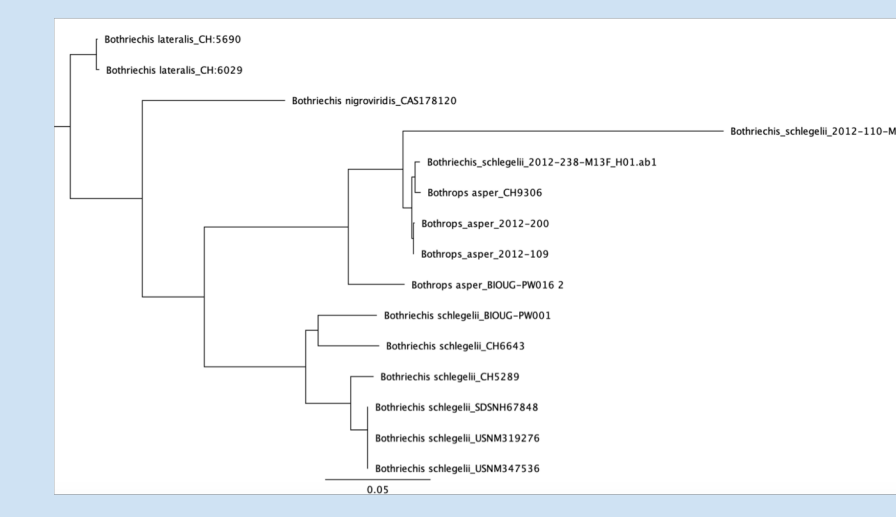 Bothriechis lateralis_CH:5690
Bothriechis lateralis_CH:6029
Bothriechis nigroviridis_CAS178120
Bothriechis_schlegelii_2012-110-M
Bothriechis_schlegelii_2012-238-M13F_H01.ab1
Bothrops asper_CH9306
Bothrops_asper_2012-200
Bothrops_asper_2012-109
Bothrops asper_BIOUG-PW016 2
Bothriechis schlegelii_BIOUG-PW001
Bothriechis schlegelii_CH6643
Bothriechis schlegelii_CH5289
Bothriechis schlegelii_SDSNH67848
Bothriechis schlegelii_USNM319276
Bothriechis schlegelii_USNM347536
0.05